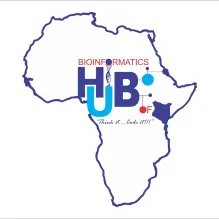 BIOINFORMATICS
HUB
OF
"Think it...Code it!!!"